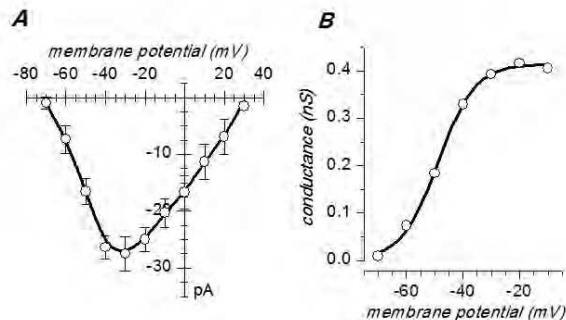 A
membrane potential (mV)
-80 -60 -40 -20 0 20 40
-10
-20
-30
pA
B
conductance (nS)
0.4
0.3
0.2
0.1
0.0
-60 -40 -20
membrane potential (mV)